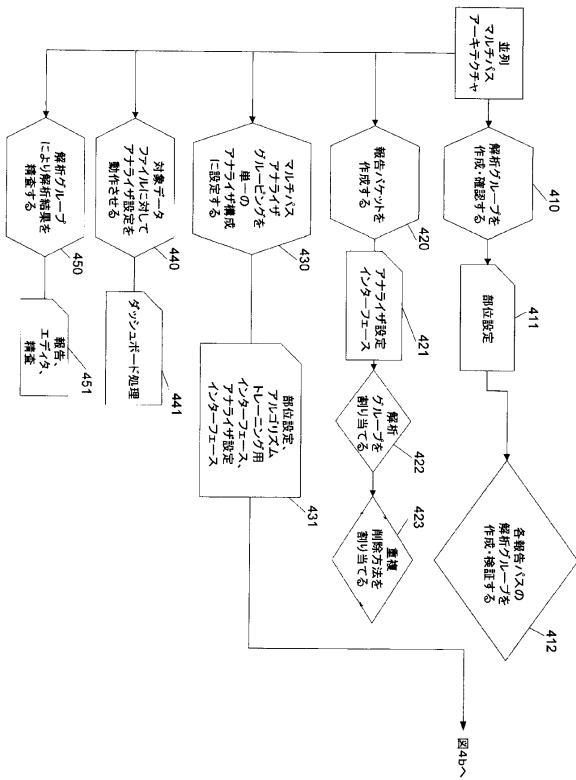 並列
マルチパス
アーキテクチャ
解析グループを
作成・確認する
410
部位設定
411
各報告パスの
解析グループを
作成・検証する
412
報告パケットを
作成する
420
アナライザ設定
インターフェース
421
解析
グループを
割り当てる
422
重複
削除方法を
割り当てる
423
マルチパス
アナライザ
グルーピングを
単一の
アナライザ構成
に設定する
430
部位設定、
アルゴリズム
トレーニング用
インターフェース、
アナライザ設定
インターフェース
431
図4bへ
対象データ
ファイルに対して
アナライザ設定を
動作させる
440
ダッシュボード処理
441
解析グループ
により解析結果を
精査する
450
報告、
エディタ、
精査
451